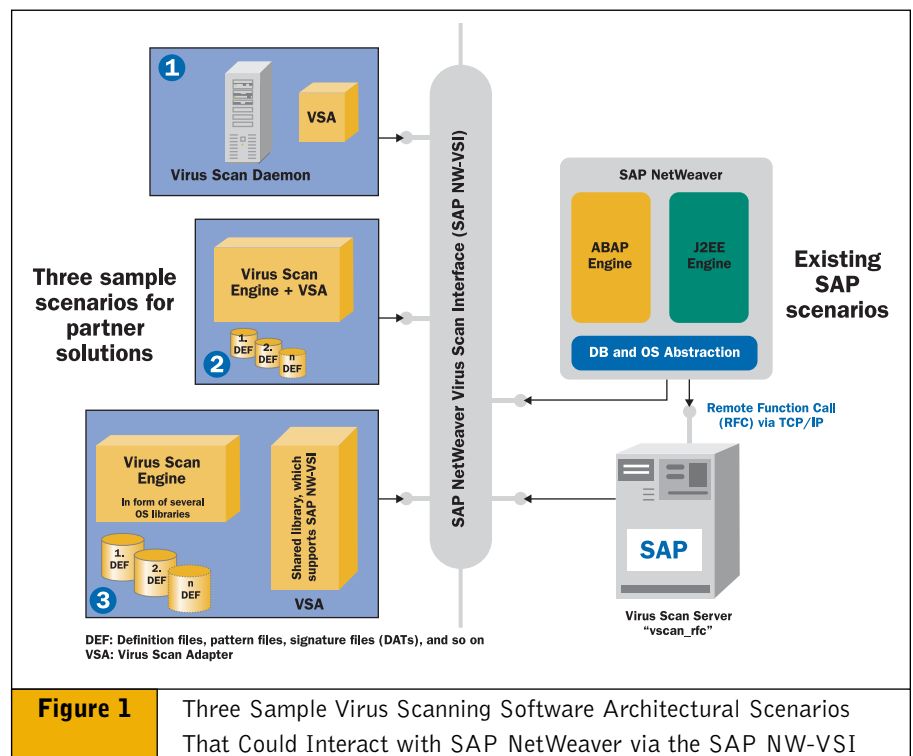 1
VSA
Virus Scan Daemon
Three sample
scenarios for
partner
solutions
Virus Scan
Engine + VSA
1.
DEF
2.
DEF
n
DEF
2
Virus Scan
Engine
In form of several
OS libraries
1.
DEF
2.
DEF
n
DEF
Shared library, which
supports SAP NW-VSI
VSA
3
SAP NetWeaver Virus Scan Interface (SAP NW-VSI)
SAP NetWeaver
ABAP
Engine
J2EE
Engine
DB and OS Abstraction
Existing
SAP
scenarios
Remote Function Call
(RFC) via TCP/IP
SAP
Virus Scan Server
“vscan_rfc”
DEF: Definition files, pattern files, signature files (DATs), and so on
VSA: Virus Scan Adapter
Figure 1
Three Sample Virus Scanning Software Architectural Scenarios
That Could Interact with SAP NetWeaver via the SAP NW-VSI